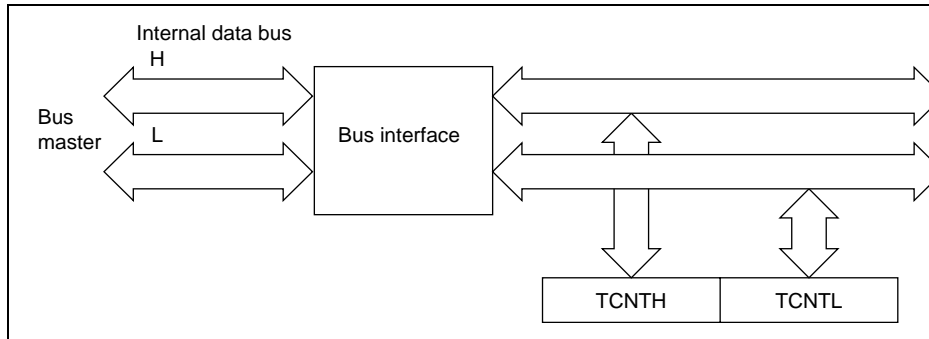 Internal data bus
H
Bus
master
L
Bus interface
TCNTH
TCNTL